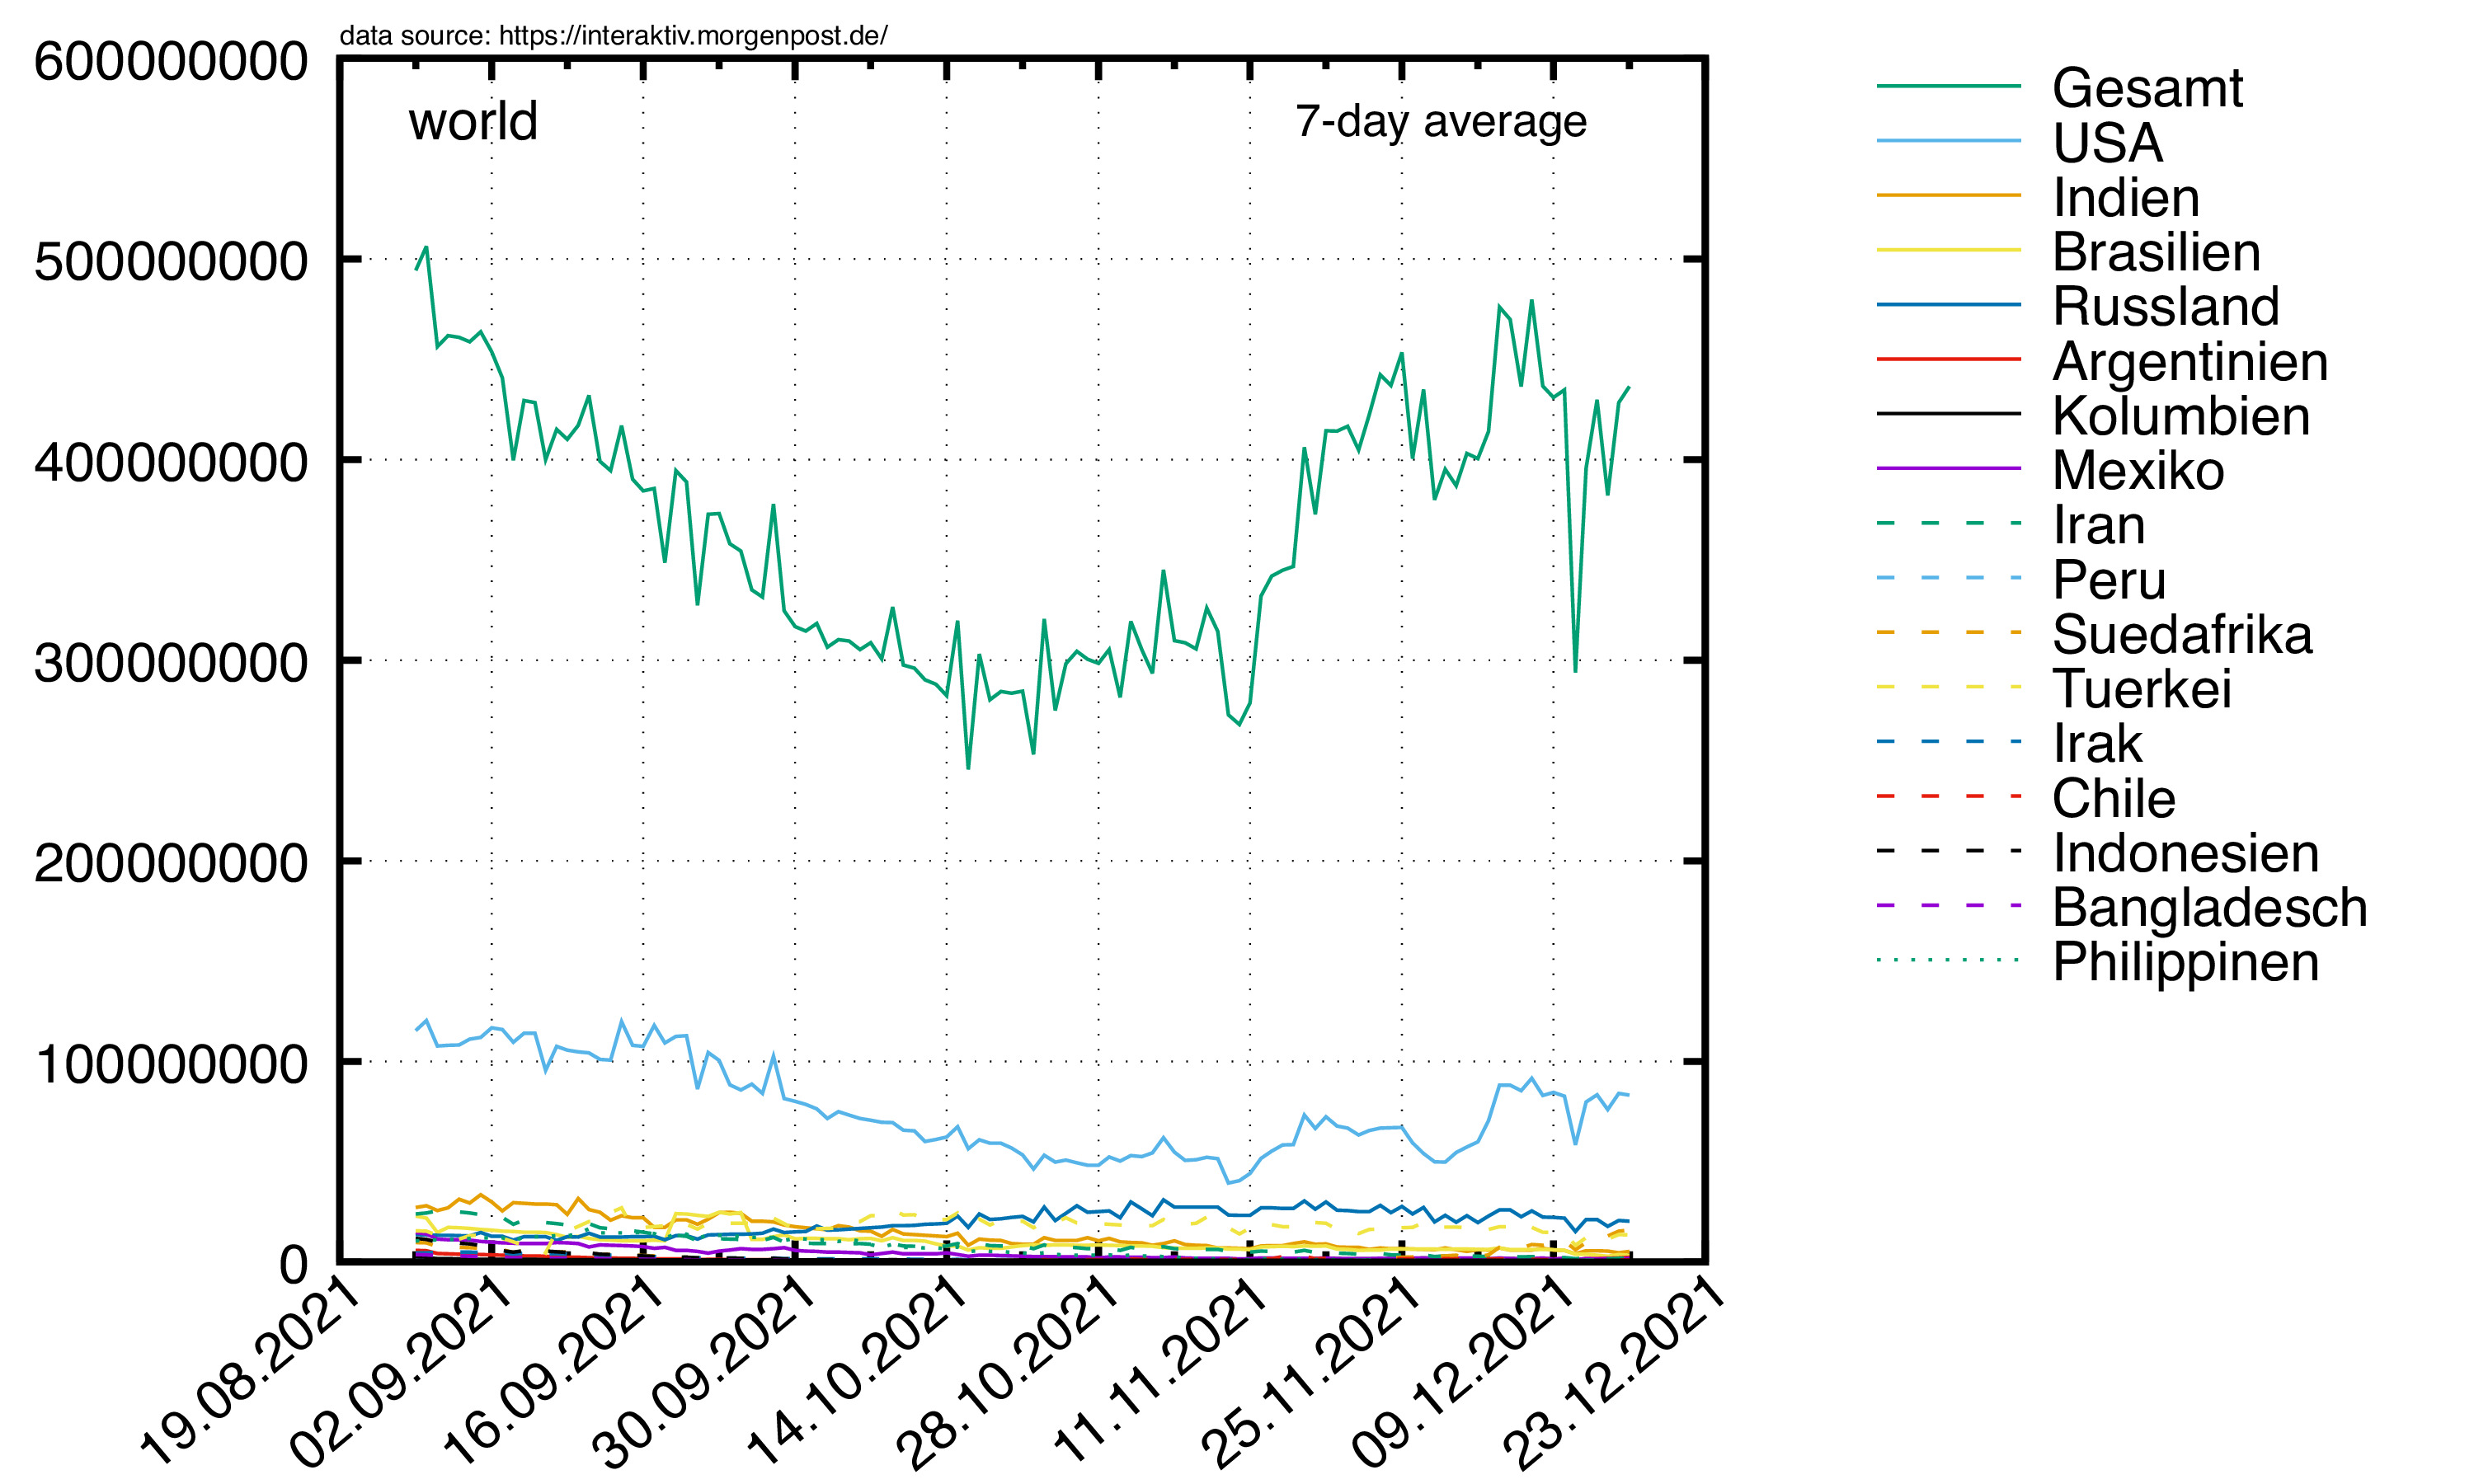 data source: https://interaktiv.morgenpost.de/
world
7-day average
600000000
500000000
400000000
300000000
200000000
100000000
0
19.08.2021
02.09.2021
16.09.2021
30.09.2021
14.10.2021
28.10.2021
11.11.2021
25.11.2021
09.12.2021
23.12.2021
Gesamt
USA
Indien
Brasilien
Russland
Argentinien
Kolumbien
Mexiko
Iran
Peru
Suedafrika
Tuerkei
Irak
Chile
Indonesien
Bangladesch
Philippinen